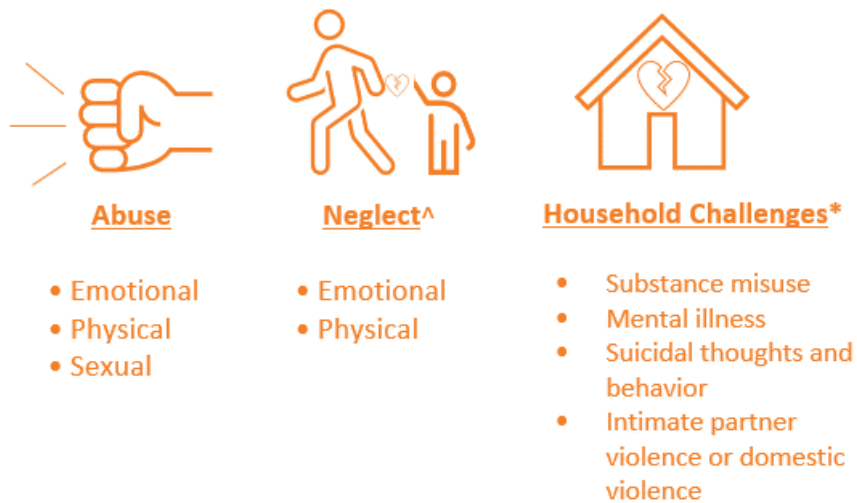 Abuse
• Emotional
• Physical
• Sexual
Neglect^
• Emotional
• Physical
Household Challenges*
• Substance misuse
• Mental illness
• Suicidal thoughts and
behavior
• Intimate partner
violence or domestic
violence